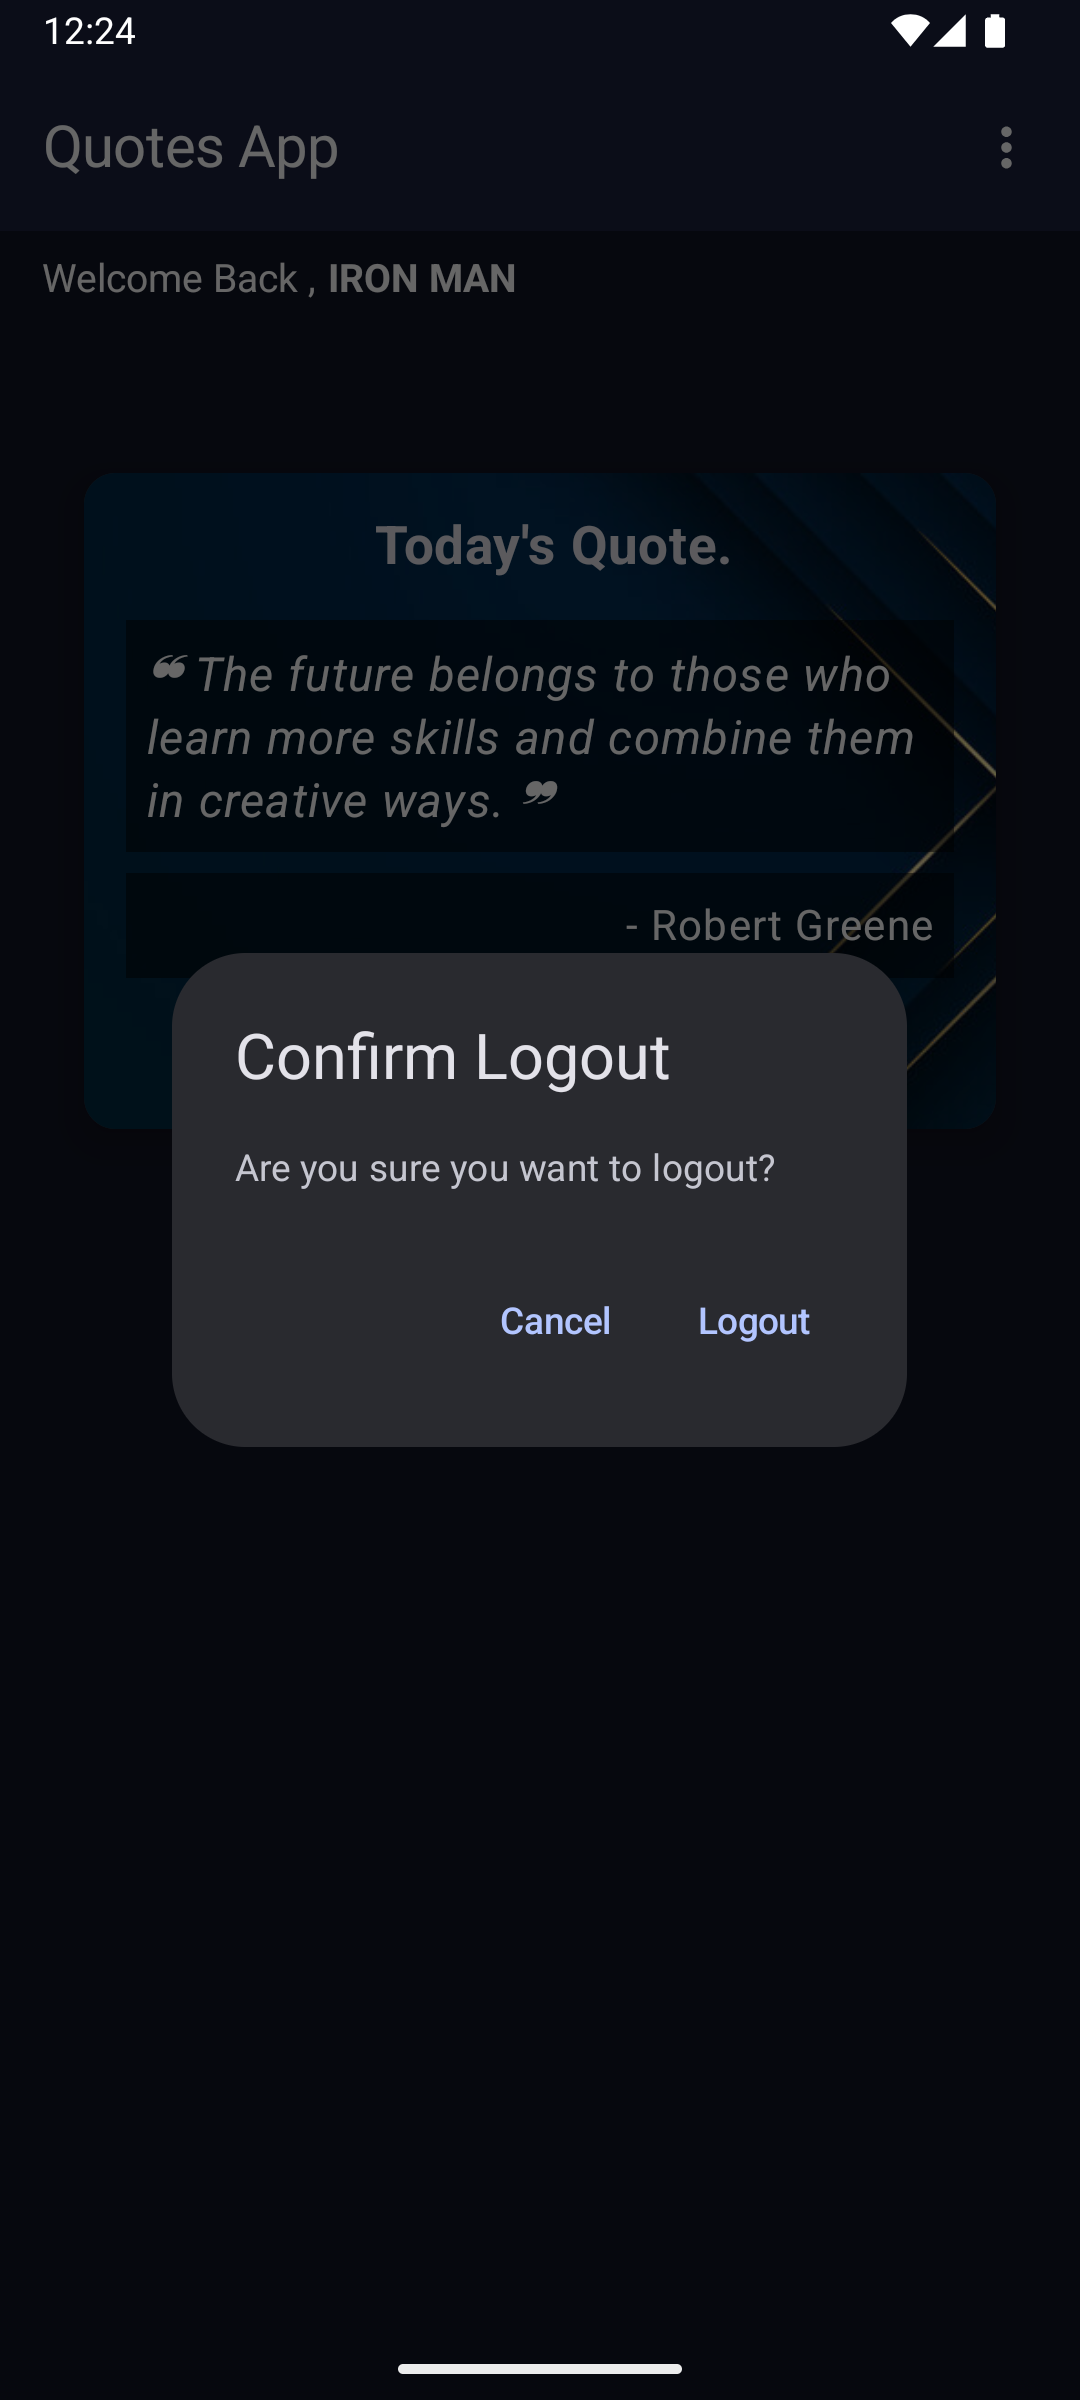 12:24
Quotes App
Welcome Back , IRON MAN
Today's Quote.
❝ The future belongs to those who
learn more skills and combine them
in creative ways. ❞
- Robert Greene
Confirm Logout
Are you sure you want to logout?
Cancel Logout